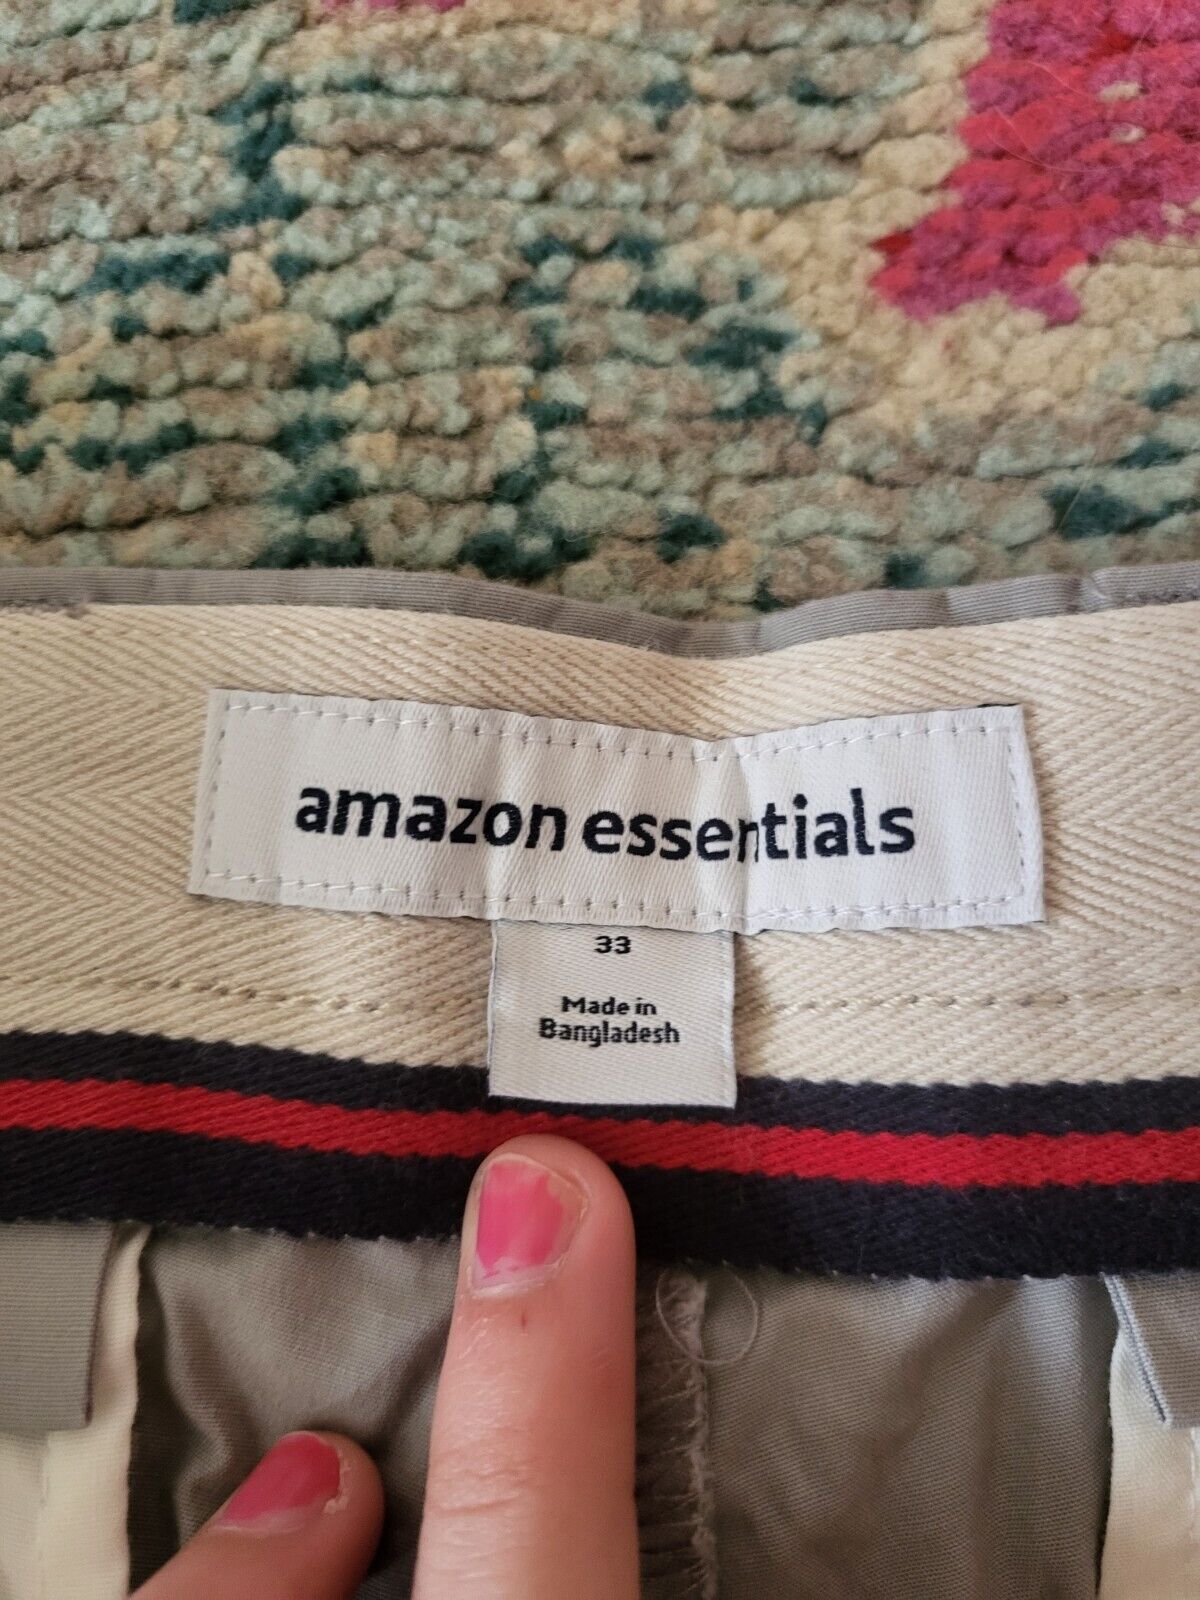 amazon essentials
33
Made in
Bangladesh